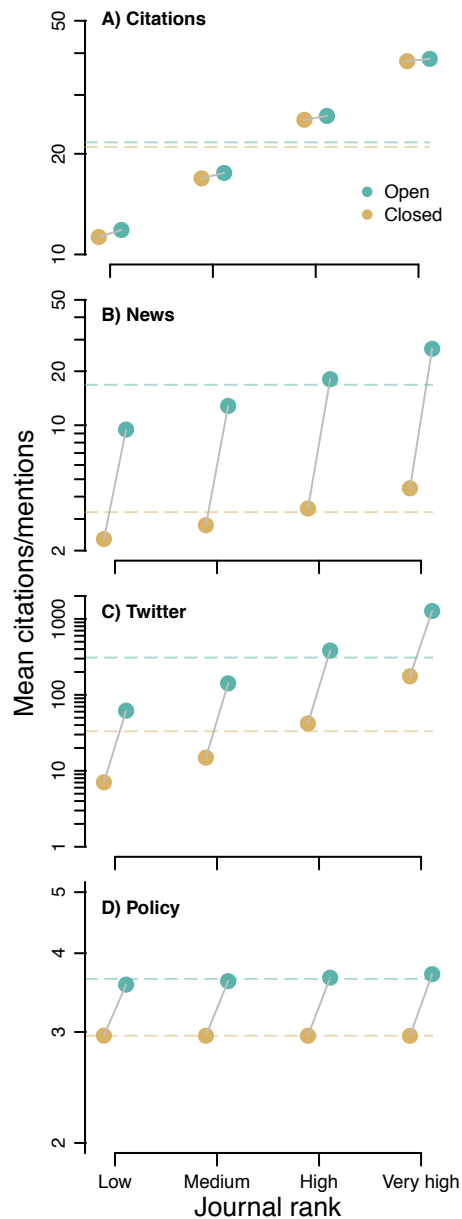 A) Citations
50
20
10
Open
Closed
B) News
50
20
10
2
Mean citations/mentions
C) Twitter
1000
100
10
1
D) Policy
5
4
3
2
Low Medium High Very high
Journal rank